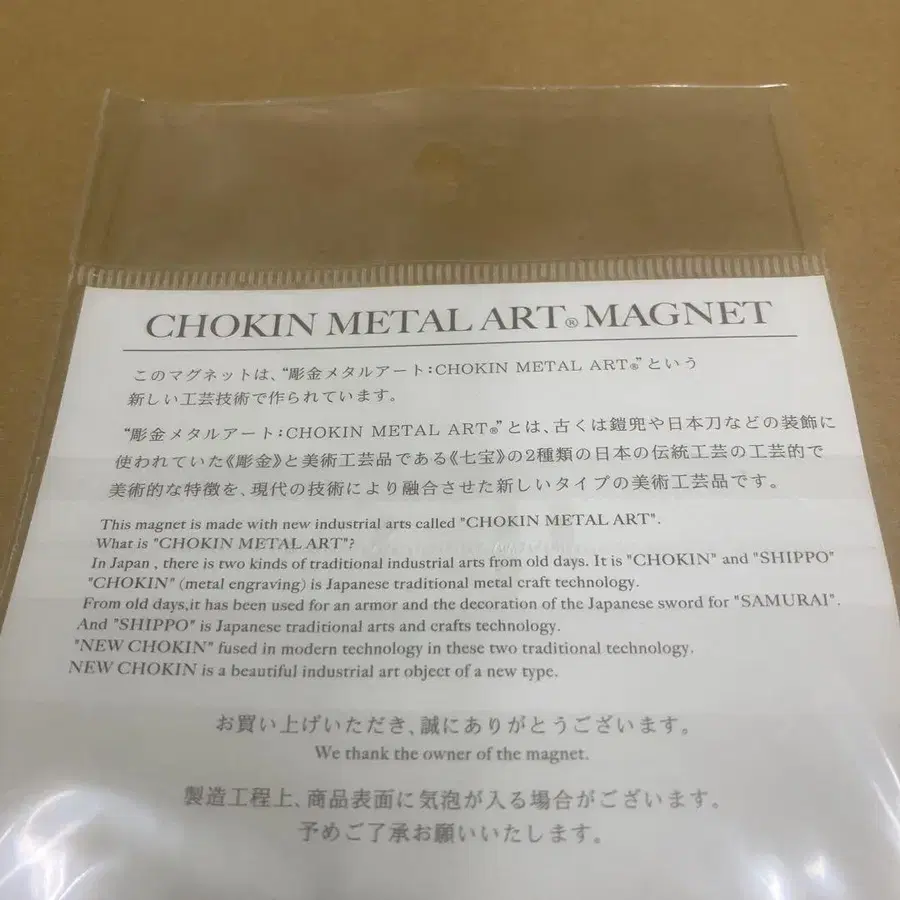 CHOKIN METAL ART® MAGNET
このマグネットは、“彫金メタルアート:CHOKIN METAL ART®”という
新しい工芸技術で作られています。
“彫金メタルアート:CHOKIN METAL ART®”とは、古くは鎧兜や日本刀などの装飾に
使われていた《彫金》と美術工芸品である《七宝》の2種類の日本の伝統工芸の工芸的で
美術的な特徴を、現代の技術により融合させた新しいタイプの美術工芸品です。
This magnet is made with new industrial arts called "CHOKIN METAL ART".
What is "CHOKIN METAL ART"?
In Japan , there is two kinds of traditional industrial arts from old days. It is "CHOKIN" and "SHIPPO"
"CHOKIN" (metal engraving) is Japanese traditional metal craft technology.
From old days,it has been used for an armor and the decoration of the Japanese sword for "SAMURAI".
And "SHIPPO" is Japanese traditional arts and crafts technology.
"NEW CHOKIN" fused in modern technology in these two traditional technology.
NEW CHOKIN is a beautiful industrial art object of a new type.
お買い上げいただき、誠にありがとうございます。
We thank the owner of the magnet.
製造工程上、商品表面に気泡が入る場合がございます。
予めご了承お願いいたします。